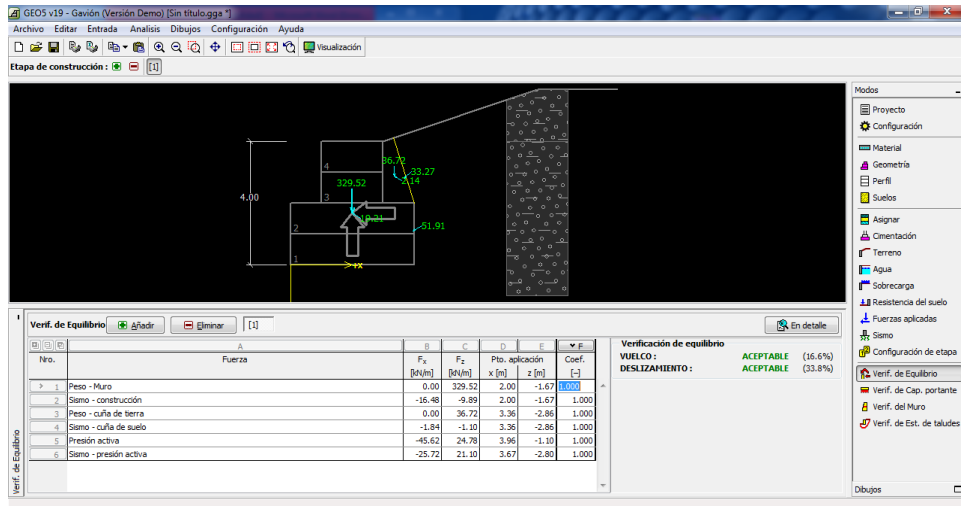 GEO5 v19 - Gavión (Versión Demo) [Sin título.gga *]
Archivo Editar Entrada Analisis Dibujos Configuración Ayuda
Visualización
Etapa de construcción : [1]
36.72
33.27
2.14
329.52
4.00
51.91
4
3
2
1
+x
Modos
Proyecto
Configuración
Material
Geometría
Perfil
Suelos
Asignar
Cimentación
Terreno
Agua
Sobrecarga
Resistencia del suelo
Fuerzas aplicadas
Sismo
Configuración de etapa
Verif. de Equilibrio
Verif. de Cap. portante
Verif. del Muro
Verif. de Est. de taludes
Dibujos
Verif. de Equilibrio
Verif. de Equilibrio Añadir Eliminar [1] En detalle
A B C D E F
Nro. Fuerza Fx Fz Pto. aplicación Coef.
[kN/m] [kN/m] x [m] z [m] [–]
1 Peso - Muro 0.00 329.52 2.00 -1.67 1.000
2 Sismo - construcción -16.48 -9.89 2.00 -1.67 1.000
3 Peso - cuña de tierra 0.00 36.72 3.36 -2.86 1.000
4 Sismo - cuña de suelo -1.84 -1.10 3.36 -2.86 1.000
5 Presión activa -45.62 24.78 3.96 -1.10 1.000
6 Sismo - presión activa -25.72 21.10 3.67 -2.80 1.000
Verificación de equilibrio
VUELCO : ACEPTABLE (16.6%)
DESLIZAMIENTO : ACEPTABLE (33.8%)